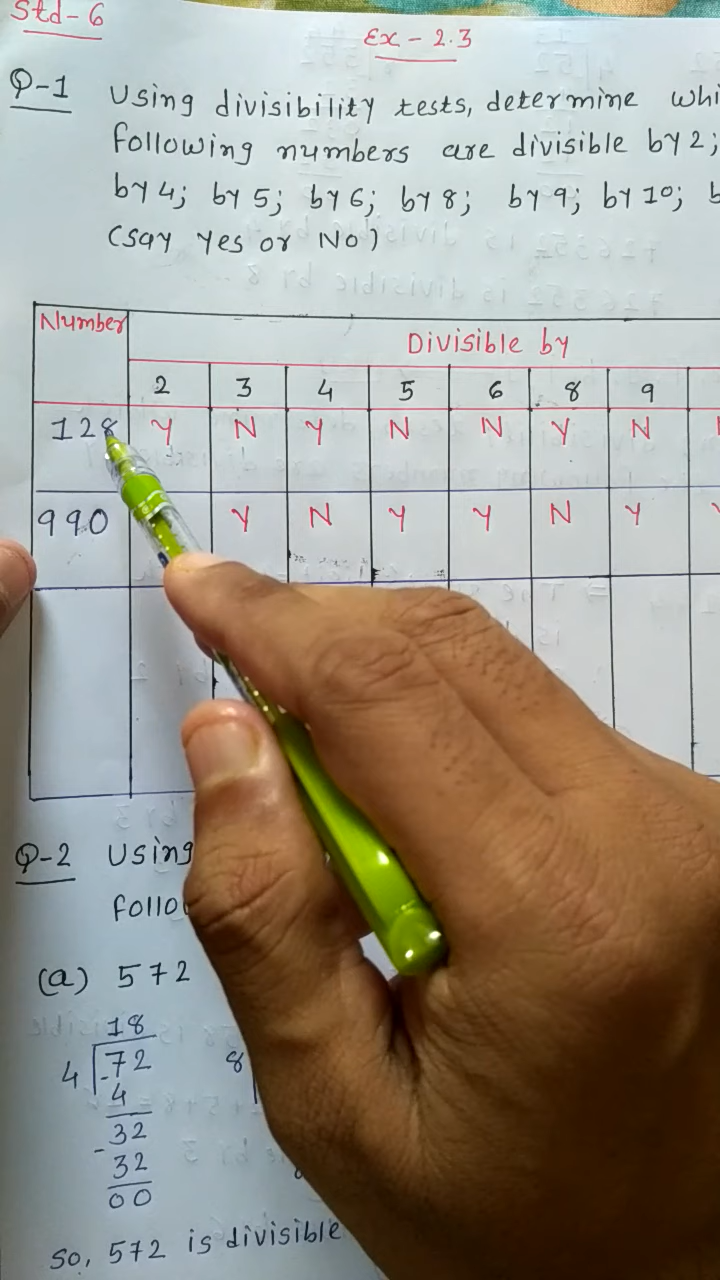 Std-6
Ex-2.3
Q-1 Using divisibility tests, determine
following numbers are divisible by 2;
by 4; by 5; by 6; by 8; by 9; by 10;
(say Yes or No)
Number Divisible by
2 3 4 5 6 8 9
128 Y N Y N N Y N
990 Y N Y Y N Y
Q-2 Using
(a) 572
18
4 72 8
- 4
32
- 32
00
So, 572 is divisible